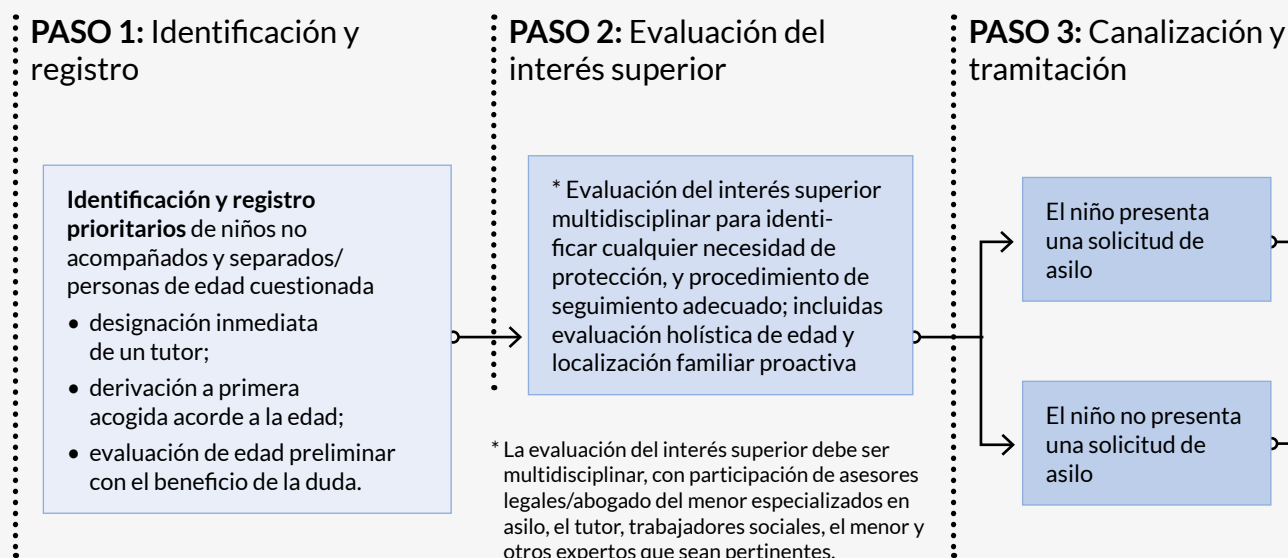 PASO 1: Identificación y
registro
Identificación y registro
prioritarios de niños no
acompañados y separados/
personas de edad cuestionada
• designación inmediata
de un tutor;
• derivación a primera
acogida acorde a la edad;
• evaluación de edad preliminar
con el beneficio de la duda.
PASO 2: Evaluación del
interés superior
* Evaluación del interés superior
multidisciplinar para identi-
ficar cualquier necesidad de
protección, y procedimiento de
seguimiento adecuado; incluidas
evaluación holística de edad y
localización familiar proactiva
* La evaluación del interés superior debe ser
multidisciplinar, con participación de asesores
legales/abogado del menor especializados en
asilo, el tutor, trabajadores sociales, el menor y
otros expertos que sean pertinentes.
PASO 3: Canalización y
tramitación
El niño presenta
una solicitud de
asilo
El niño no presenta
una solicitud de
asilo